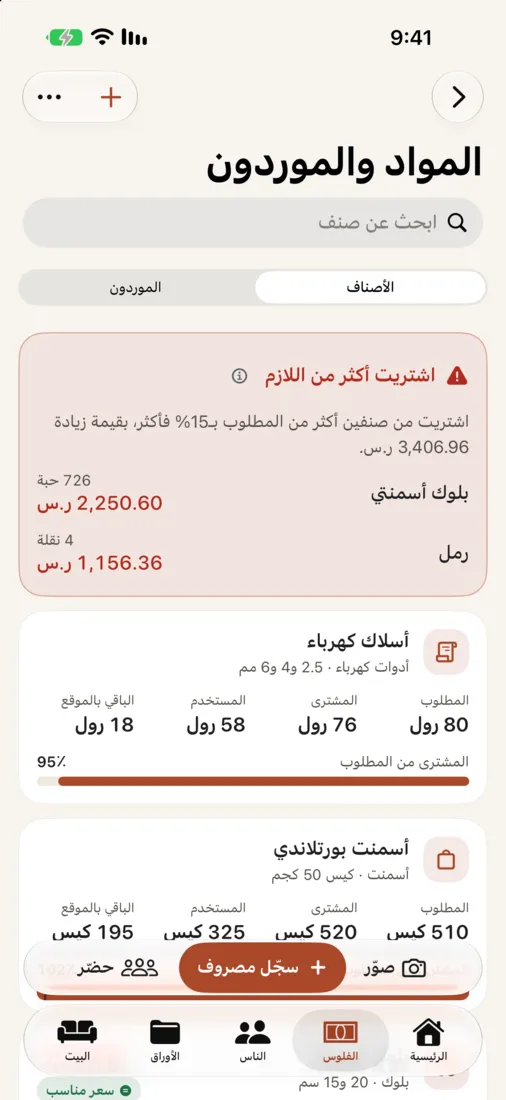 9:41
المواد والموردون
ابحث عن صنف
الأصناف
الموردون
اشتريت أكثر من اللازم
اشتريت من صنفين أكثر من المطلوب بـ15% فأكثر، بقيمة زيادة
3,406.96 ر.س.
بلوك أسمنتي
726 حبة
2,250.60 ر.س
رمل
4 نقلة
1,156.36 ر.س
أسلاك كهرباء
أدوات كهرباء · 2.5 و4 و6 مم
المطلوب المشترى المستخدم الباقي بالموقع
80 رول 76 رول 58 رول 18 رول
المشترى من المطلوب 95٪
أسمنت بورتلاندي
أسمنت · كيس 50 كجم
المطلوب المشترى المستخدم الباقي بالموقع
510 كيس 520 كيس 325 كيس 195 كيس
102٪
صوّر
سجّل مصروف
حضّر
الرئيسية الفلوس الناس الأوراق البيت
بلوك · 20 و15 سم
سعر مناسب